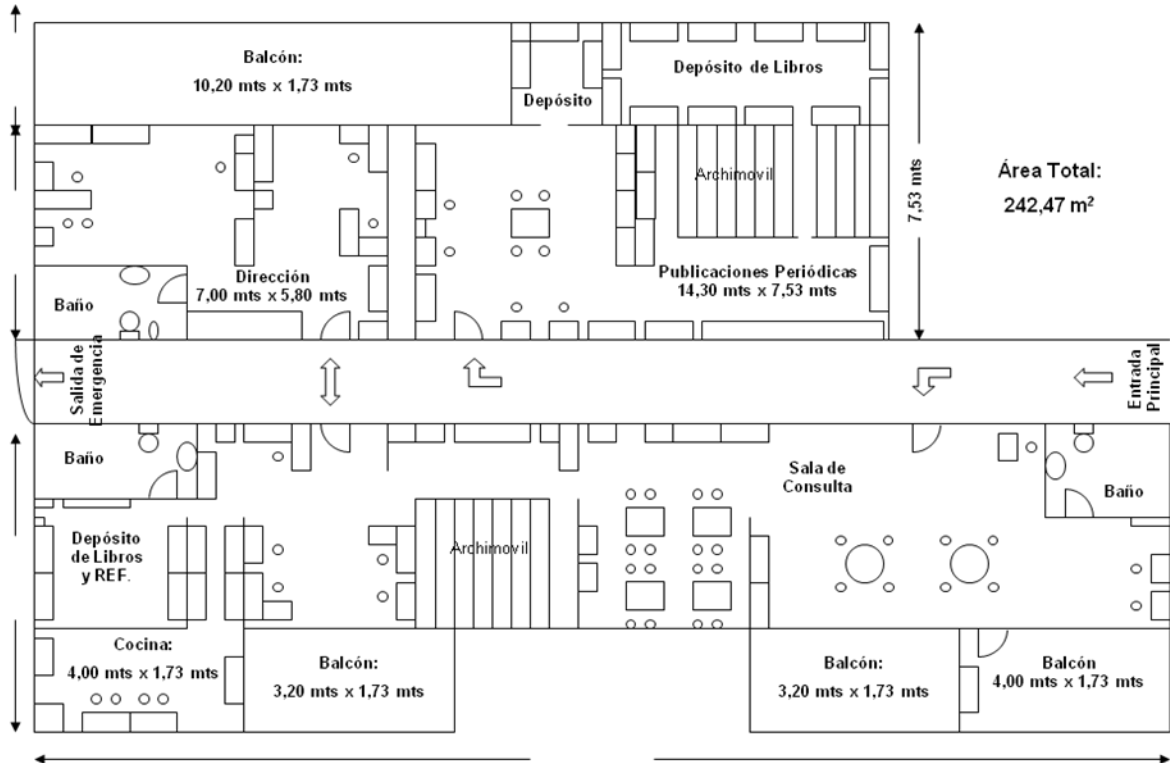 Balcón:
10,20 mts x 1,73 mts
Depósito
Depósito de Libros
Archimovil
7,53 mts
Área Total:
242,47 m²
Dirección
7,00 mts x 5,80 mts
Publicaciones Periódicas
14,30 mts x 7,53 mts
Baño
Salida de
Emergencia
Entrada
Principal
Baño
Sala de
Consulta
Baño
Depósito
de Libros
y REF.
Archimovil
Cocina:
4,00 mts x 1,73 mts
Balcón:
3,20 mts x 1,73 mts
Balcón:
3,20 mts x 1,73 mts
Balcón
4,00 mts x 1,73 mts